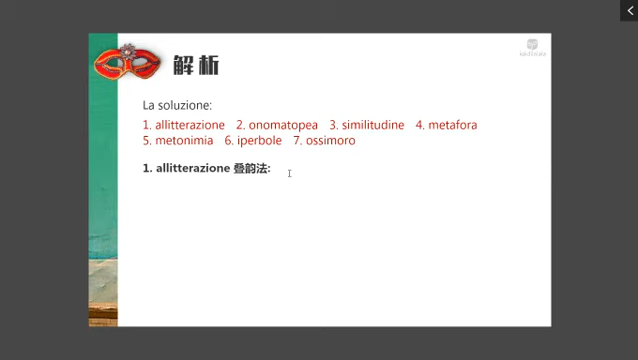 解析
La soluzione:
1. allitterazione 2. onomatopea 3. similitudine 4. metafora
5. metonimia 6. iperbole 7. ossimoro
1. allitterazione 叠韵法: